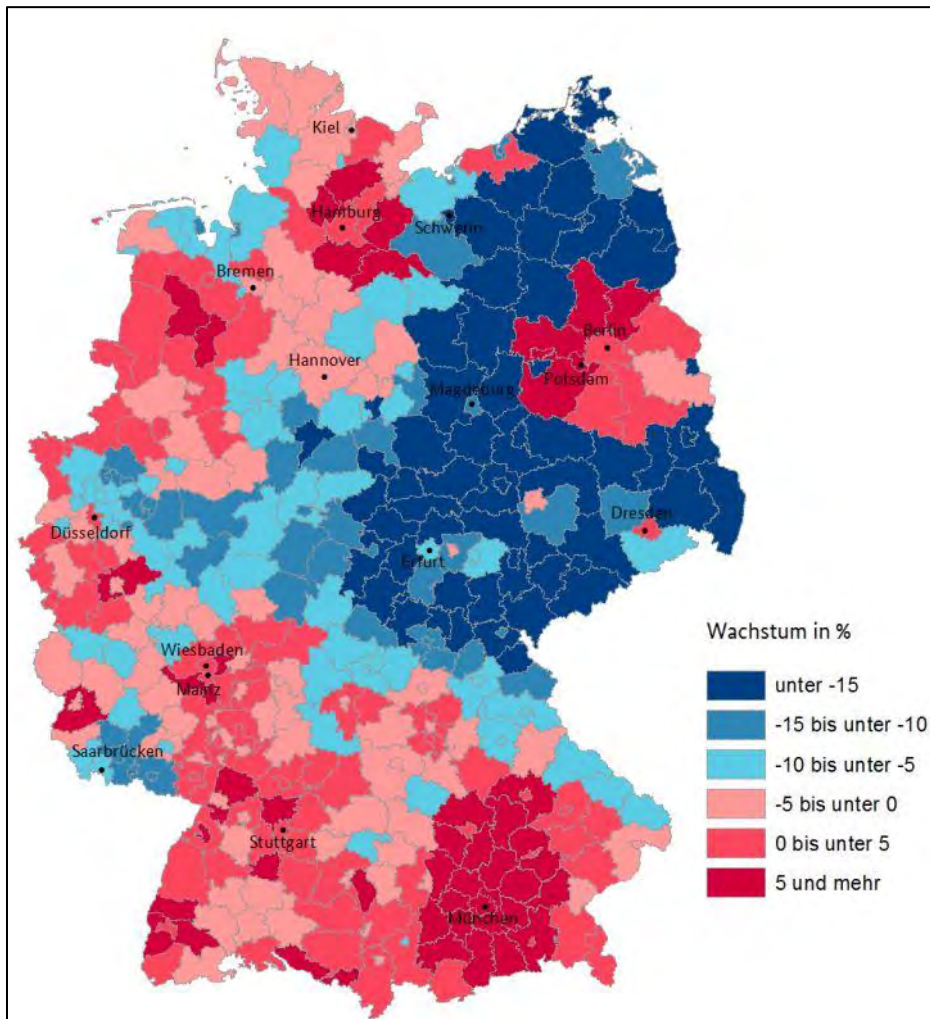 Kiel
Hamburg
Schwerin
Bremen
Berlin
Hannover
Potsdam
Magdeburg
Düsseldorf
Dresden
Erfurt
Wachstum in %
Wiesbaden
Mainz
unter -15
-15 bis unter -10
-10 bis unter -5
Saarbrücken
-5 bis unter 0
Stuttgart
0 bis unter 5
5 und mehr
München